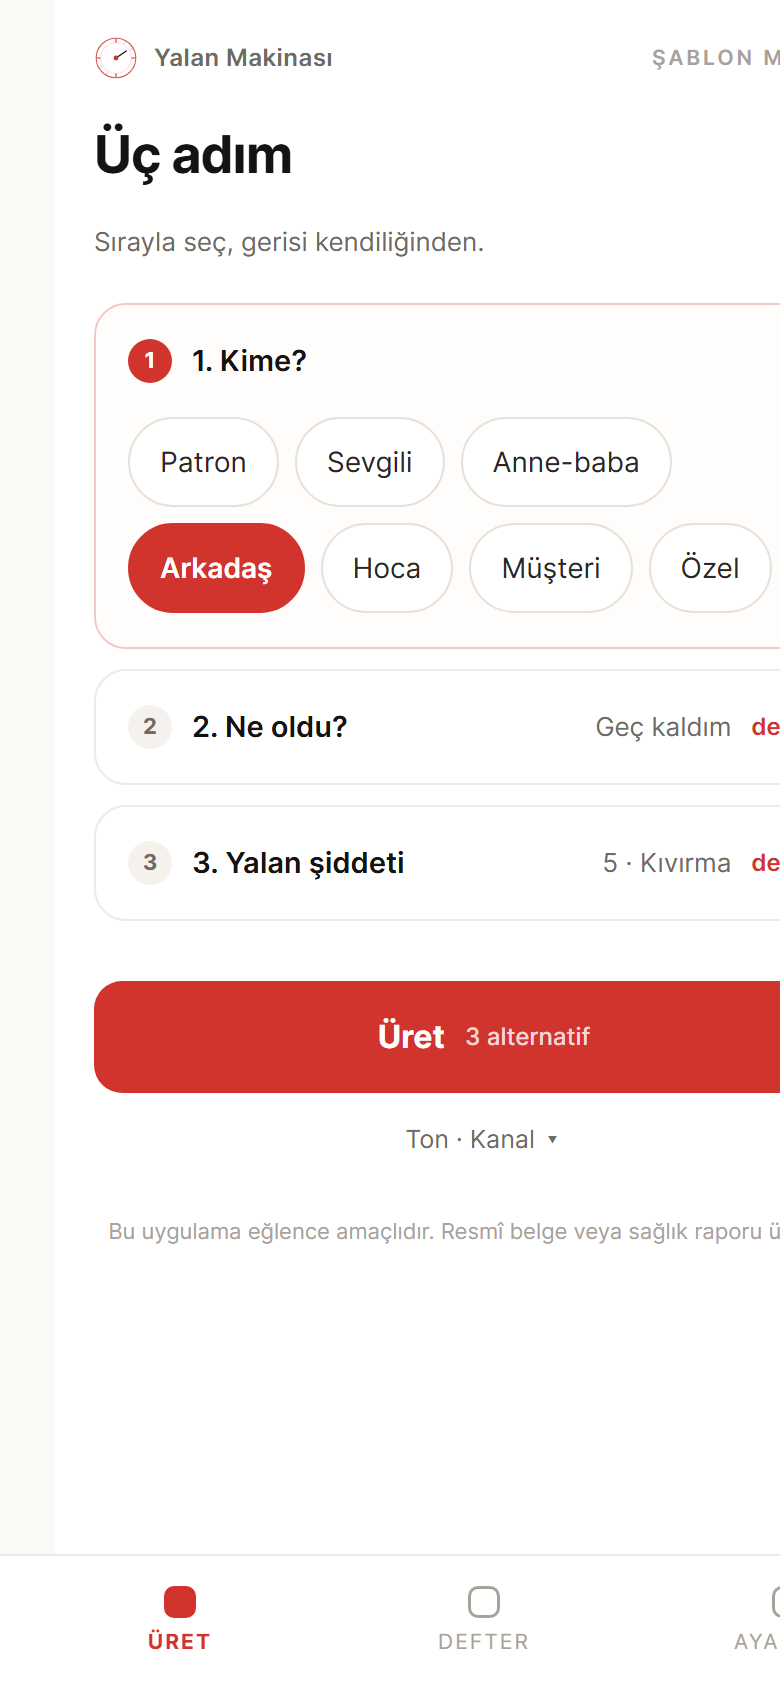 Yalan Makinası
ŞABLON M
Üç adım
Sırayla seç, gerisi kendiliğinden.
1 1. Kime?
Patron Sevgili Anne-baba
Arkadaş Hoca Müşteri Özel
2 2. Ne oldu? Geç kaldım de
3 3. Yalan şiddeti 5 · Kıvırma de
Üret 3 alternatif
Ton · Kanal ▾
Bu uygulama eğlence amaçlıdır. Resmî belge veya sağlık raporu ü
ÜRET DEFTER AYA